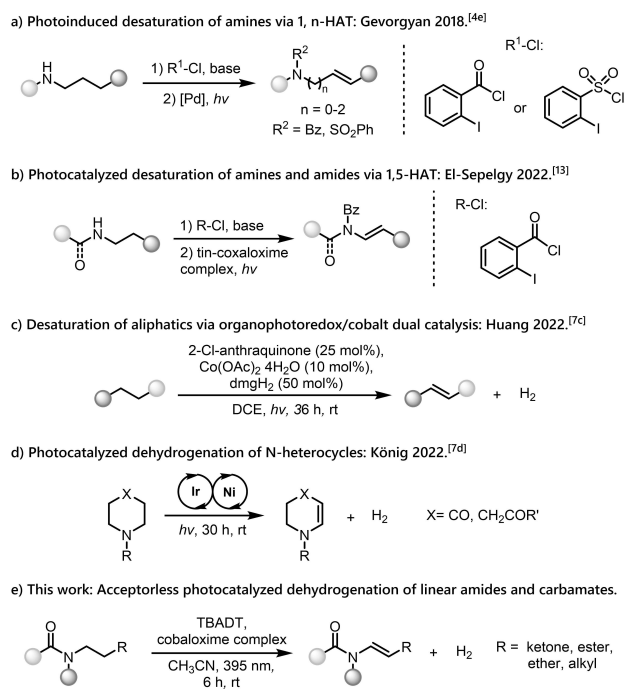 a) Photoinduced desaturation of amines via 1, n-HAT: Gevorgyan 2018.[4e]
H
N
1) R1-Cl, base
2) [Pd], hv
R2
N
( )n
n = 0-2
R2 = Bz, SO2Ph
R1-Cl:
O
Cl
I
or
O O
S
Cl
I
b) Photocatalyzed desaturation of amines and amides via 1,5-HAT: El-Sepelgy 2022.[13]
H
N
O
1) R-Cl, base
2) tin-coxaloxime
complex, hv
Bz
N
O
R-Cl:
O
Cl
I
c) Desaturation of aliphatics via organophotoredox/cobalt dual catalysis: Huang 2022.[7c]
2-Cl-anthraquinone (25 mol%),
Co(OAc)2 4H2O (10 mol%),
dmgH2 (50 mol%)
DCE, hv, 36 h, rt
+ H2
d) Photocatalyzed dehydrogenation of N-heterocycles: König 2022.[7d]
X
N
R
Ir Ni
hv, 30 h, rt
X
N
R
+ H2
X= CO, CH2COR'
e) This work: Acceptorless photocatalyzed dehydrogenation of linear amides and carbamates.
O
N
R
TBADT,
cobaloxime complex
CH3CN, 395 nm,
6 h, rt
O
N
R
+ H2
R = ketone, ester,
ether, alkyl